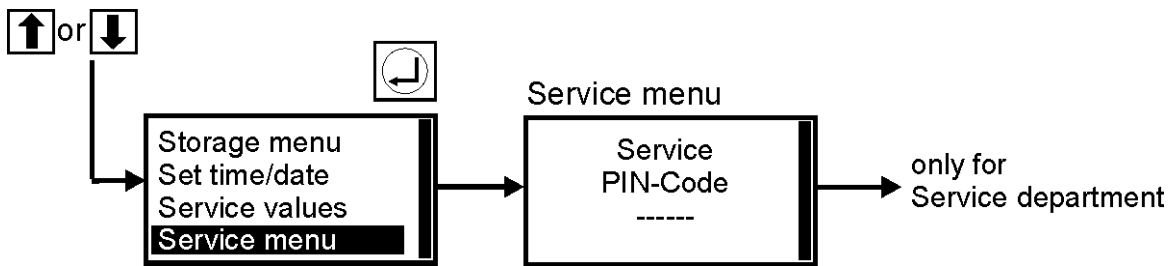 or
Storage menu
Set time/date
Service values
Service menu
Service menu
Service
PIN-Code
------
only for
Service department